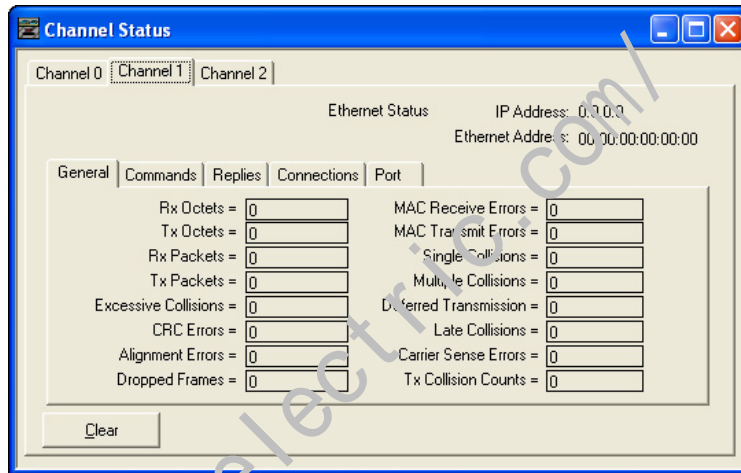 Channel Status
Channel 0 Channel 1 Channel 2
Ethernet Status IP Address: 0.0.0.0
Ethernet Address: 00:00:00:00:00:00
General Commands Replies Connections Port
Rx Octets = 0 MAC Receive Errors = 0
Tx Octets = 0 MAC Transmit Errors = 0
Rx Packets = 0 Single Collisions = 0
Tx Packets = 0 Multiple Collisions = 0
Excessive Collisions = 0 Deferred Transmission = 0
CRC Errors = 0 Late Collisions = 0
Alignment Errors = 0 Carrier Sense Errors = 0
Dropped Frames = 0 Tx Collision Counts = 0
Clear
electric.com/